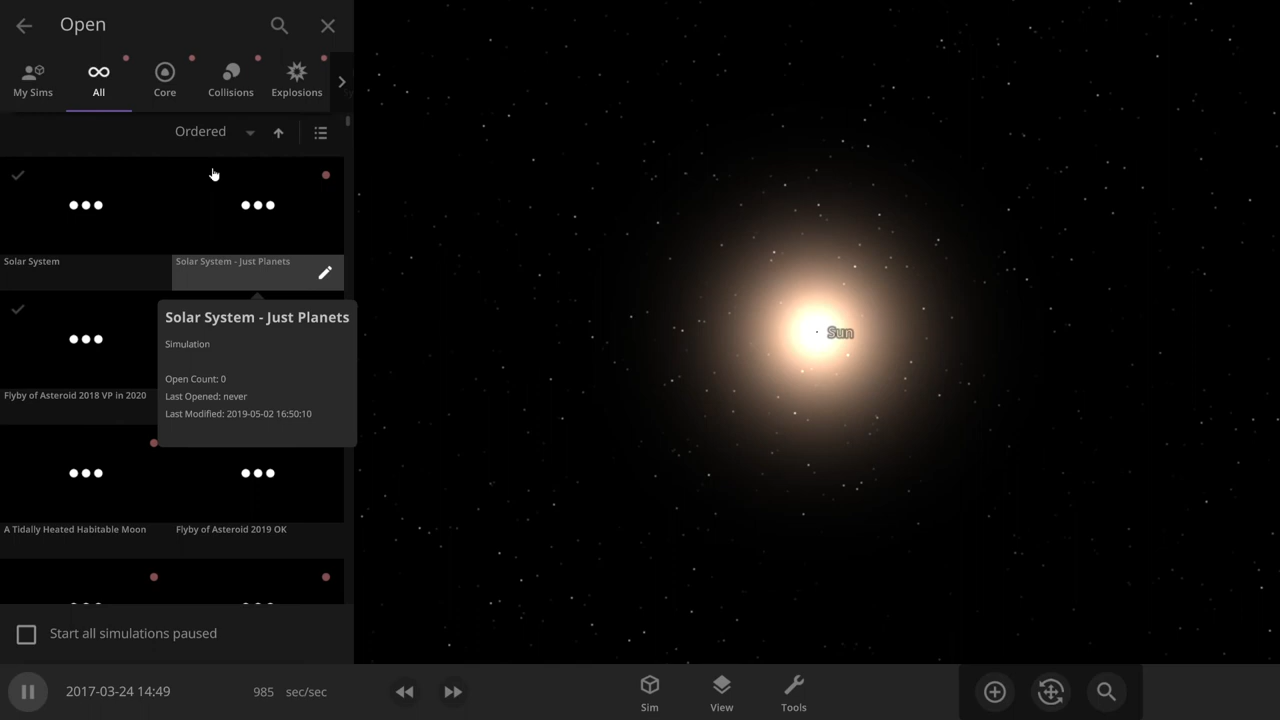 Open
My Sims
All
Core
Collisions
Explosions
Ordered
Solar System
Solar System - Just Planets
Solar System - Just Planets
Simulation
Open Count: 0
Last Opened: never
Last Modified: 2019-05-02 16:50:10
Flyby of Asteroid 2018 VP in 2020
A Tidally Heated Habitable Moon
Flyby of Asteroid 2019 OK
Start all simulations paused
Sun
2017-03-24 14:49
985 sec/sec
Sim
View
Tools